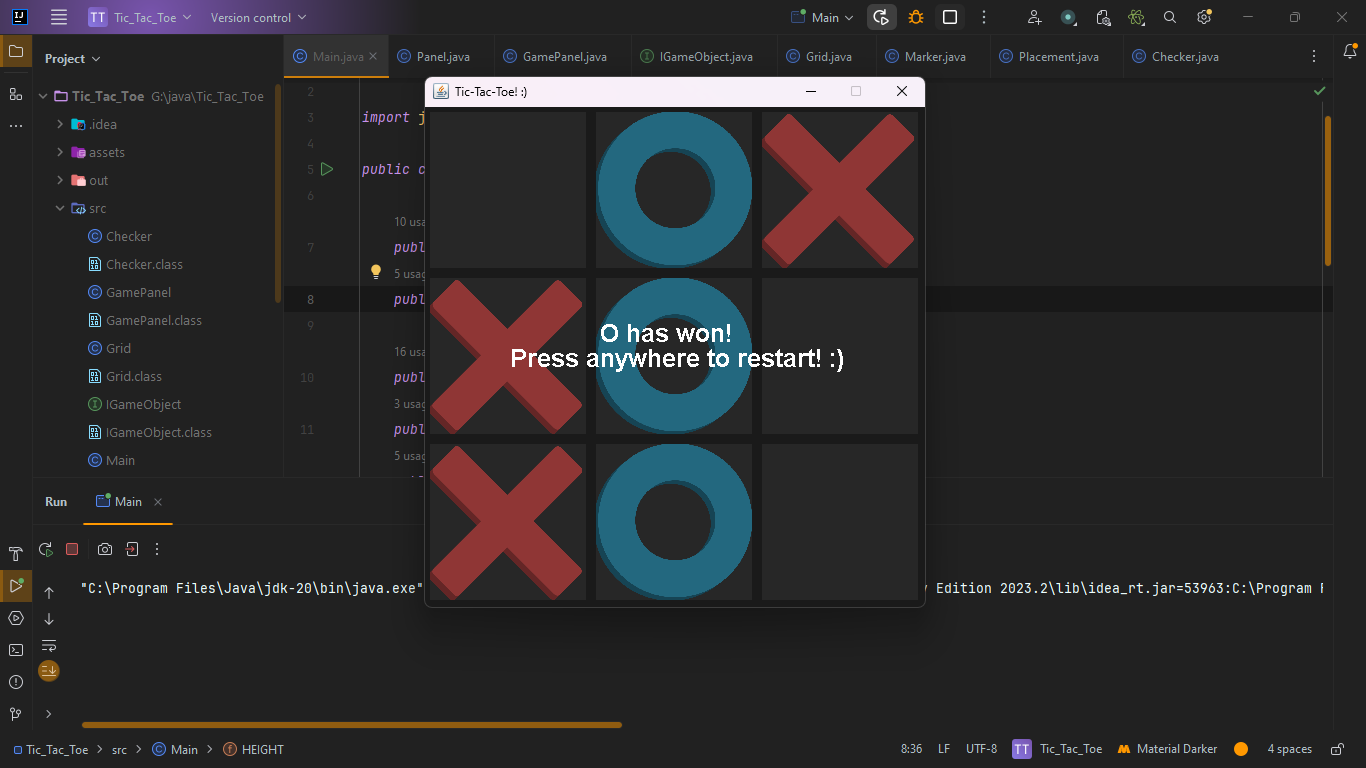 TT Tic_Tac_Toe Version control Main
Project
Main.java Panel.java GamePanel.java IGameObject.java Grid.java Marker.java Placement.java Checker.java
Tic_Tac_Toe G:\java\Tic_Tac_Toe
.idea
assets
out
src
Checker
Checker.class
GamePanel
GamePanel.class
Grid
Grid.class
IGameObject
IGameObject.class
Main
2
3 import j
4
5 public c
6
10 usa
7 publ
5 usag
8 publ
9
16 usa
10 publ
3 usag
11 publ
5 usag
Tic-Tac-Toe! :)
O has won!
Press anywhere to restart! :)
Run Main
"C:\Program Files\Java\jdk-20\bin\java.exe" y Edition 2023.2\lib\idea_rt.jar=53963:C:\Program F
Tic_Tac_Toe > src > Main > HEIGHT
8:36 LF UTF-8 TT Tic_Tac_Toe Material Darker 4 spaces